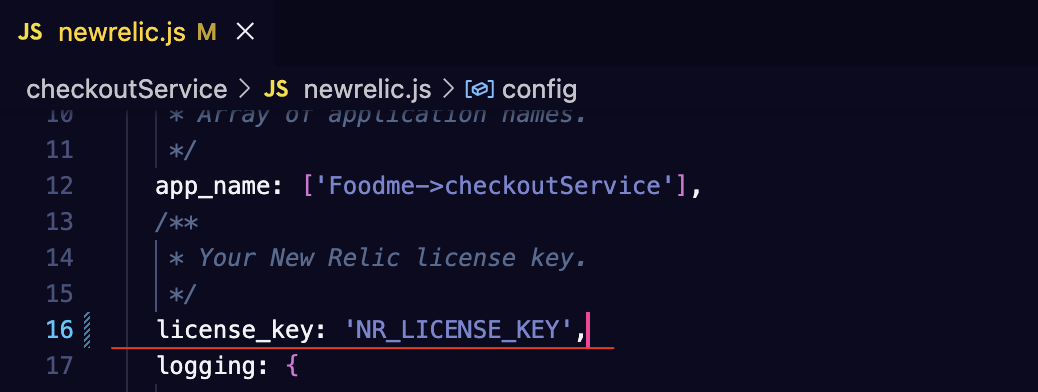 JS newrelic.js M ×
checkoutService > JS newrelic.js > config
10 * Array of application names.
11 */
12 app_name: ['Foodme->checkoutService'],
13 /**
14 * Your New Relic license key.
15 */
16 license_key: 'NR_LICENSE_KEY',
17 logging: {